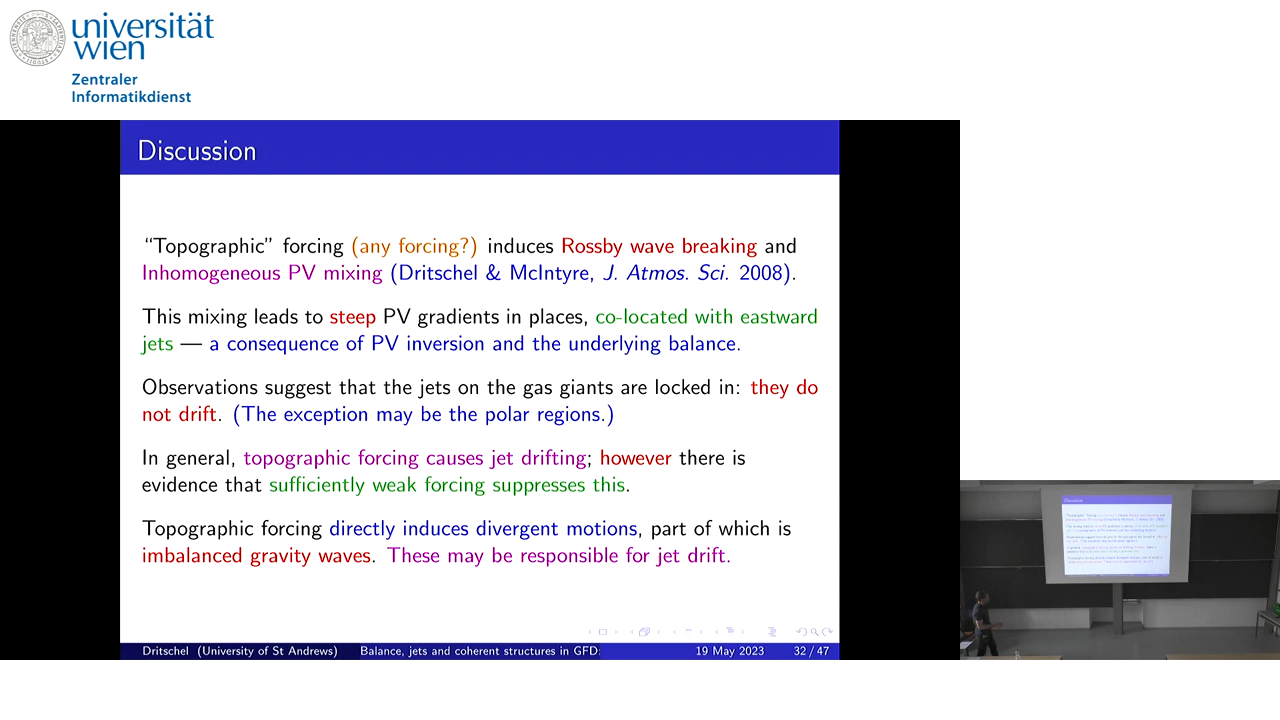 universität
wien
Zentraler
Informatikdienst
Discussion
“Topographic” forcing (any forcing?) induces Rossby wave breaking and
Inhomogeneous PV mixing (Dritschel & McIntyre, J. Atmos. Sci. 2008).
This mixing leads to steep PV gradients in places, co-located with eastward
jets — a consequence of PV inversion and the underlying balance.
Observations suggest that the jets on the gas giants are locked in: they do
not drift. (The exception may be the polar regions.)
In general, topographic forcing causes jet drifting; however there is
evidence that sufficiently weak forcing suppresses this.
Topographic forcing directly induces divergent motions, part of which is
imbalanced gravity waves. These may be responsible for jet drift.
Dritschel (University of St Andrews) Balance, jets and coherent structures in GFD: 19 May 2023 32 / 47
Discussion